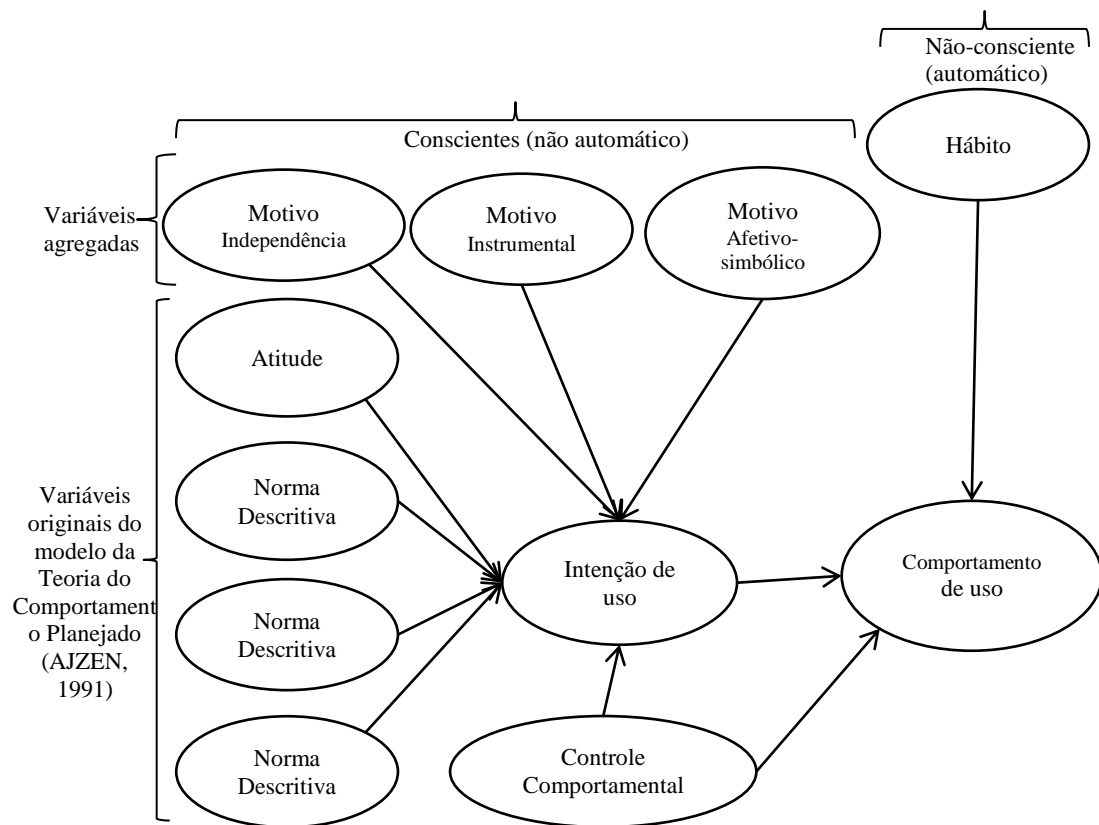 Não-consciente
(automático)
Conscientes (não automático)
Hábito
Variáveis
agregadas
Motivo
Independência
Motivo
Instrumental
Motivo
Afetivo-
simbólico
Atitude
Variáveis
originais do
modelo da
Teoria do
Comportament
o Planejado
(AJZEN,
1991)
Norma
Descritiva
Norma
Descritiva
Norma
Descritiva
Intenção de
uso
Comportamento
de uso
Controle
Comportamental